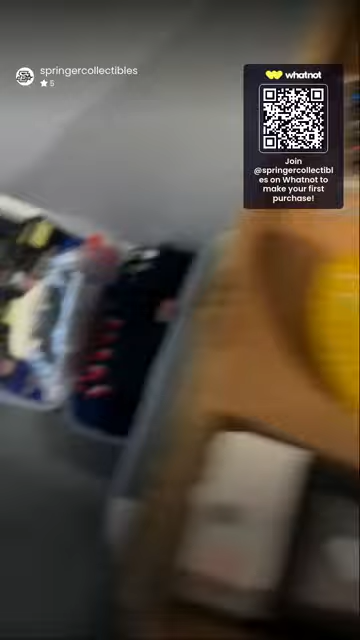 springercollectibles
5
whatnot
Join
@springercollectibl
es on Whatnot to
make your first
purchase!